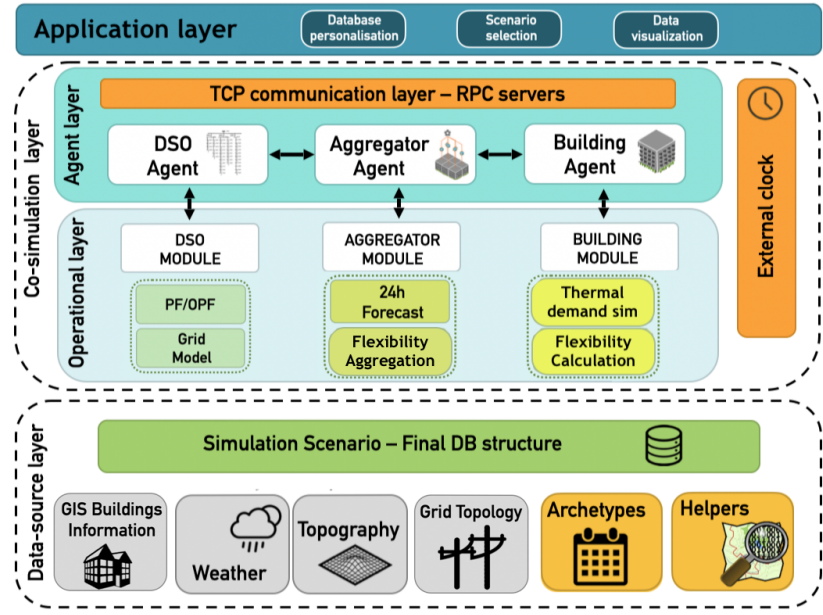 Application layer
Database
personalisation
Scenario
selection
Data
visualization
Co-simulation layer
Agent layer
TCP communication layer – RPC servers
DSO
Agent
Aggregator
Agent
Building
Agent
External clock
Operational layer
DSO
MODULE
AGGREGATOR
MODULE
BUILDING
MODULE
PF/OPF
Grid
Model
24h
Forecast
Flexibility
Aggregation
Thermal
demand sim
Flexibility
Calculation
Data-source layer
Simulation Scenario – Final DB structure
GIS Buildings
Information
Weather
Topography
Grid Topology
Archetypes
Helpers